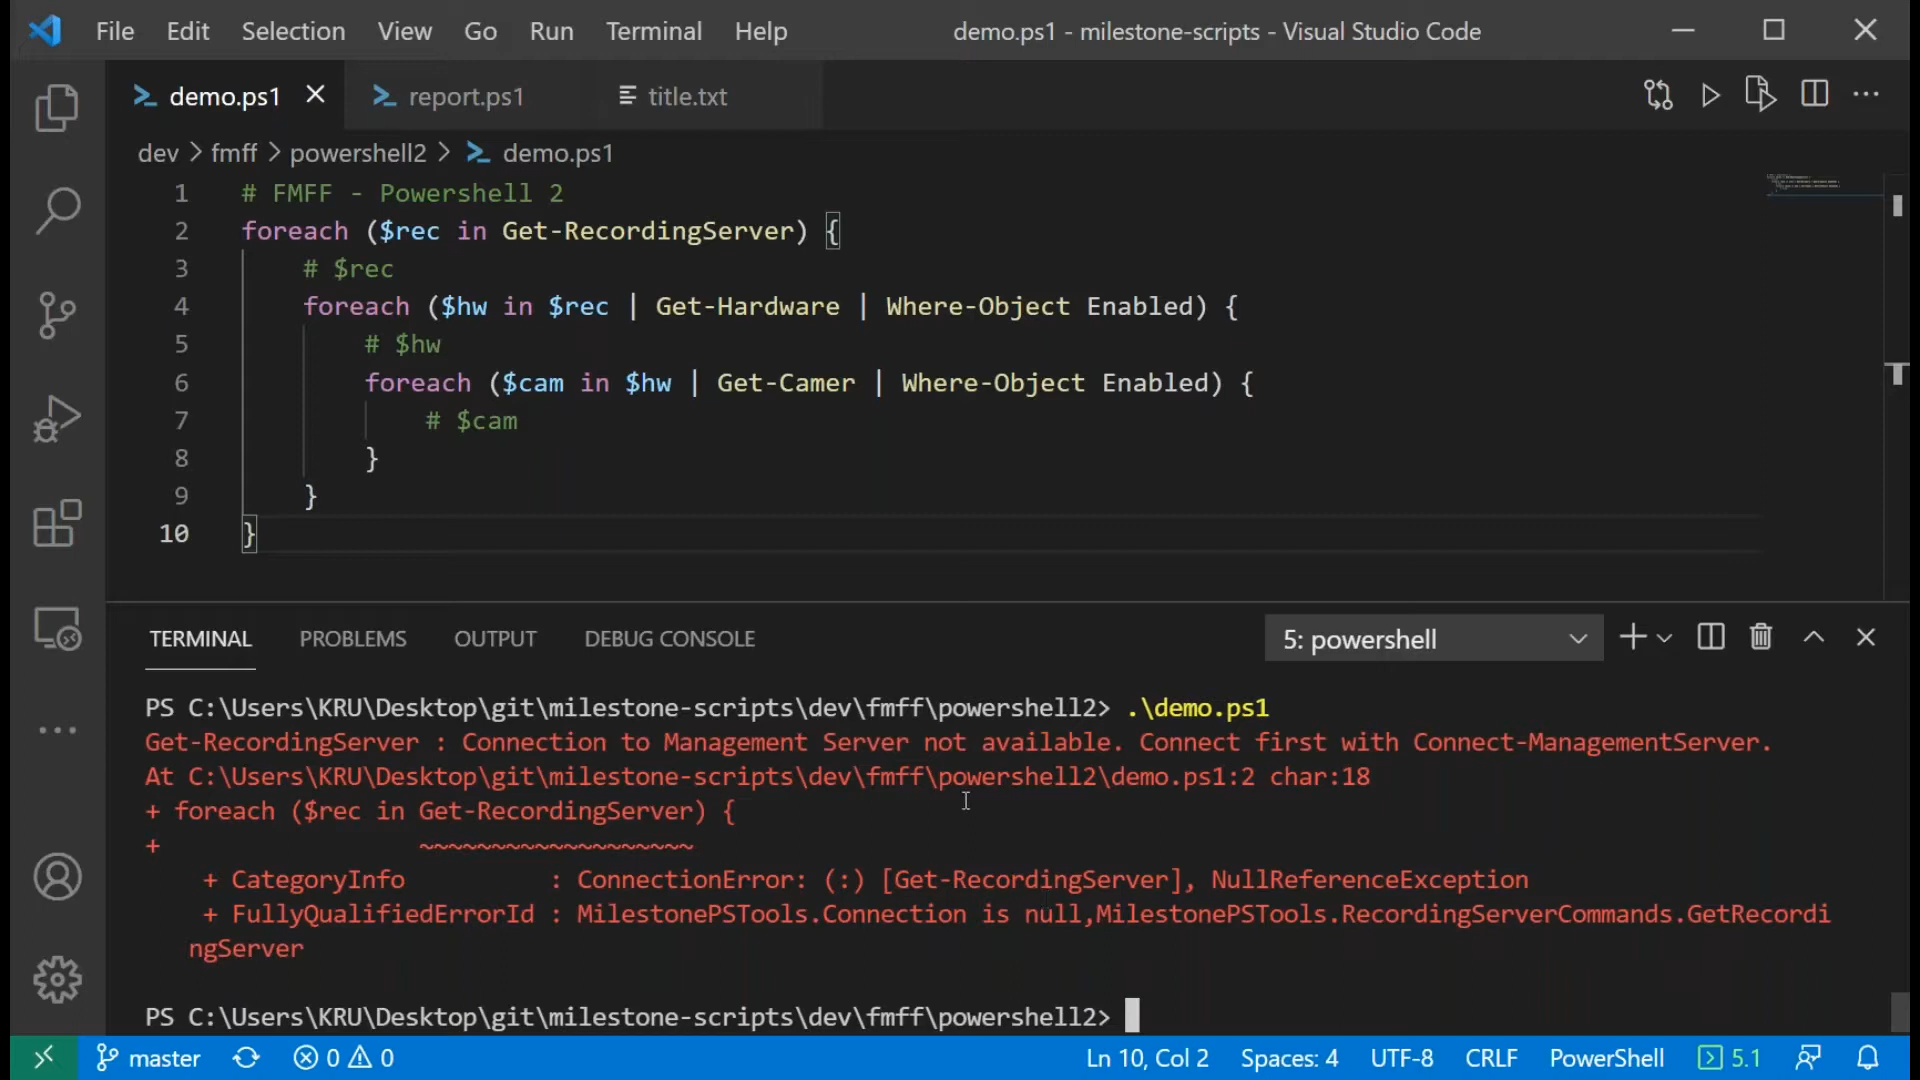 File Edit Selection View Go Run Terminal Help demo.ps1 - milestone-scripts - Visual Studio Code
demo.ps1 report.ps1 title.txt
dev > fmff > powershell2 > demo.ps1
1 # FMFF - Powershell 2
2 foreach ($rec in Get-RecordingServer) {
3 # $rec
4 foreach ($hw in $rec | Get-Hardware | Where-Object Enabled) {
5 # $hw
6 foreach ($cam in $hw | Get-Camer | Where-Object Enabled) {
7 # $cam
8 }
9 }
10 }
TERMINAL PROBLEMS OUTPUT DEBUG CONSOLE 5: powershell
PS C:\Users\KRU\Desktop\git\milestone-scripts\dev\fmff\powershell2> .\demo.ps1
Get-RecordingServer : Connection to Management Server not available. Connect first with Connect-ManagementServer.
At C:\Users\KRU\Desktop\git\milestone-scripts\dev\fmff\powershell2\demo.ps1:2 char:18
+ foreach ($rec in Get-RecordingServer) {
+ ~~~~~~~~~~~~~~~~~~~
+ CategoryInfo : ConnectionError: (:) [Get-RecordingServer], NullReferenceException
+ FullyQualifiedErrorId : MilestonePSTools.Connection is null,MilestonePSTools.RecordingServerCommands.GetRecordi
ngServer
PS C:\Users\KRU\Desktop\git\milestone-scripts\dev\fmff\powershell2>
master 0 0 Ln 10, Col 2 Spaces: 4 UTF-8 CRLF PowerShell 5.1